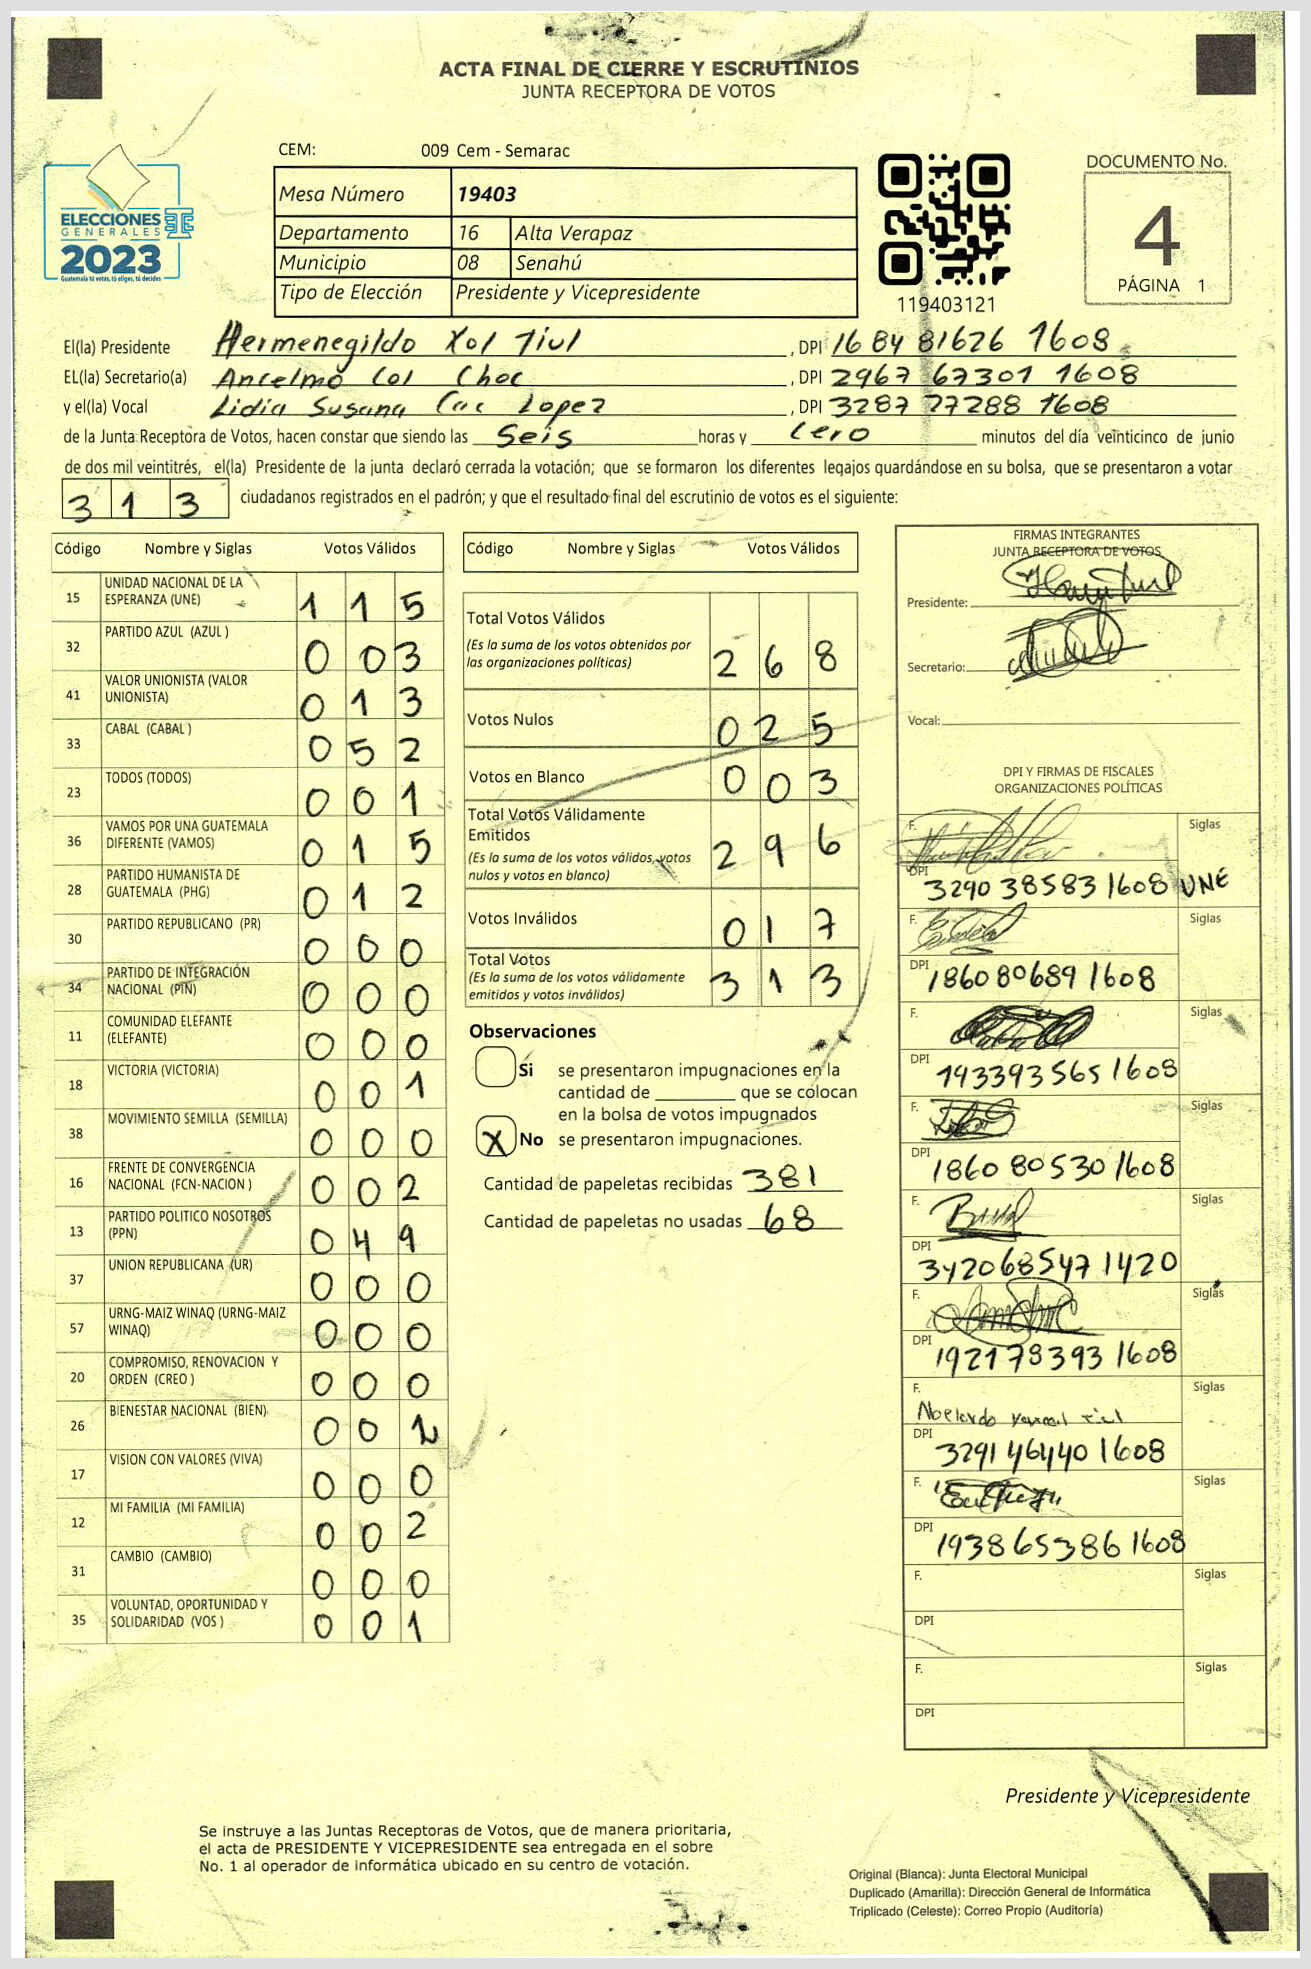 ACTA FINAL DE CIERRE Y ESCRUTINIOS
JUNTA RECEPTORA DE VOTOS
CEM: 009 Cem - Semarac
Mesa Número 19403
Departamento 16 Alta Verapaz
Municipio 08 Senahú
Tipo de Elección Presidente y Vicepresidente
ELECCIONES
GENERALES
2023
Guatemala tú votas, tú eliges, tú decides
119403121
DOCUMENTO No.
4
PÁGINA 1
El(la) Presidente Hermenegildo Xol Tiul , DPI 1684 81626 1608
EL(la) Secretario(a) Ancelmo Col Choc , DPI 2967 67301 1608
y el(la) Vocal Lidia Susana Cac Lopez , DPI 3287 77288 1608
de la Junta Receptora de Votos, hacen constar que siendo las Seis horas y cero minutos del día veinticinco de junio
de dos mil veintitrés, el(la) Presidente de la junta declaró cerrada la votación; que se formaron los diferentes legajos quardándose en su bolsa, que se presentaron a votar
3 1 3 ciudadanos registrados en el padrón; y que el resultado final del escrutinio de votos es el siguiente:
Código Nombre y Siglas Votos Válidos
15 UNIDAD NACIONAL DE LA
ESPERANZA (UNE) 1 1 5
32 PARTIDO AZUL (AZUL ) 0 0 3
41 VALOR UNIONISTA (VALOR
UNIONISTA) 0 1 3
33 CABAL (CABAL ) 0 5 2
23 TODOS (TODOS) 0 0 1
36 VAMOS POR UNA GUATEMALA
DIFERENTE (VAMOS) 0 1 5
28 PARTIDO HUMANISTA DE
GUATEMALA (PHG) 0 1 2
30 PARTIDO REPUBLICANO (PR) 0 0 0
34 PARTIDO DE INTEGRACIÓN
NACIONAL (PIN) 0 0 0
11 COMUNIDAD ELEFANTE
(ELEFANTE) 0 0 0
18 VICTORIA (VICTORIA) 0 0 1
38 MOVIMIENTO SEMILLA (SEMILLA) 0 0 0
16 FRENTE DE CONVERGENCIA
NACIONAL (FCN-NACION ) 0 0 2
13 PARTIDO POLITICO NOSOTROS
(PPN) 0 4 9
37 UNION REPUBLICANA (UR) 0 0 0
57 URNG-MAIZ WINAQ (URNG-MAIZ
WINAQ) 0 0 0
20 COMPROMISO, RENOVACION Y
ORDEN (CREO ) 0 0 0
26 BIENESTAR NACIONAL (BIEN) 0 0 2
17 VISION CON VALORES (VIVA) 0 0 0
12 MI FAMILIA (MI FAMILIA) 0 0 2
31 CAMBIO (CAMBIO) 0 0 0
35 VOLUNTAD, OPORTUNIDAD Y
SOLIDARIDAD (VOS ) 0 0 1
Código Nombre y Siglas Votos Válidos
Total Votos Válidos
(Es la suma de los votos obtenidos por
las organizaciones políticas) 2 6 8
Votos Nulos 0 2 5
Votos en Blanco 0 0 3
Total Votos Válidamente
Emitidos
(Es la suma de los votos válidos, votos
nulos y votos en blanco) 2 9 6
Votos Inválidos 0 1 7
Total Votos
(Es la suma de los votos válidamente
emitidos y votos inválidos) 3 1 3
Observaciones
Si se presentaron impugnaciones en la
cantidad de ________ que se colocan
en la bolsa de votos impugnados
X No se presentaron impugnaciones.
Cantidad de papeletas recibidas 381
Cantidad de papeletas no usadas 68
FIRMAS INTEGRANTES
JUNTA RECEPTORA DE VOTOS
Presidente:
Secretario:
Vocal:
DPI Y FIRMAS DE FISCALES
ORGANIZACIONES POLÍTICAS
F. Siglas
DPI 3290 38583 1608 UNE
F. Siglas
DPI 1860 80689 1608
F. Siglas
DPI 1933935651608
F. Siglas
DPI 1860 80530 1608
F. Siglas
DPI 3420685471420
F. Siglas
DPI 1921783931608
F. Abelardo Siglas
DPI 3291464401608
F. Siglas
DPI 1938653861608
F. Siglas
DPI
F. Siglas
DPI
Presidente y Vicepresidente
Se instruye a las Juntas Receptoras de Votos, que de manera prioritaria,
el acta de PRESIDENTE Y VICEPRESIDENTE sea entregada en el sobre
No. 1 al operador de informática ubicado en su centro de votación.
Original (Blanca): Junta Electoral Municipal
Duplicado (Amarilla): Dirección General de Informática
Triplicado (Celeste): Correo Propio (Auditoría)